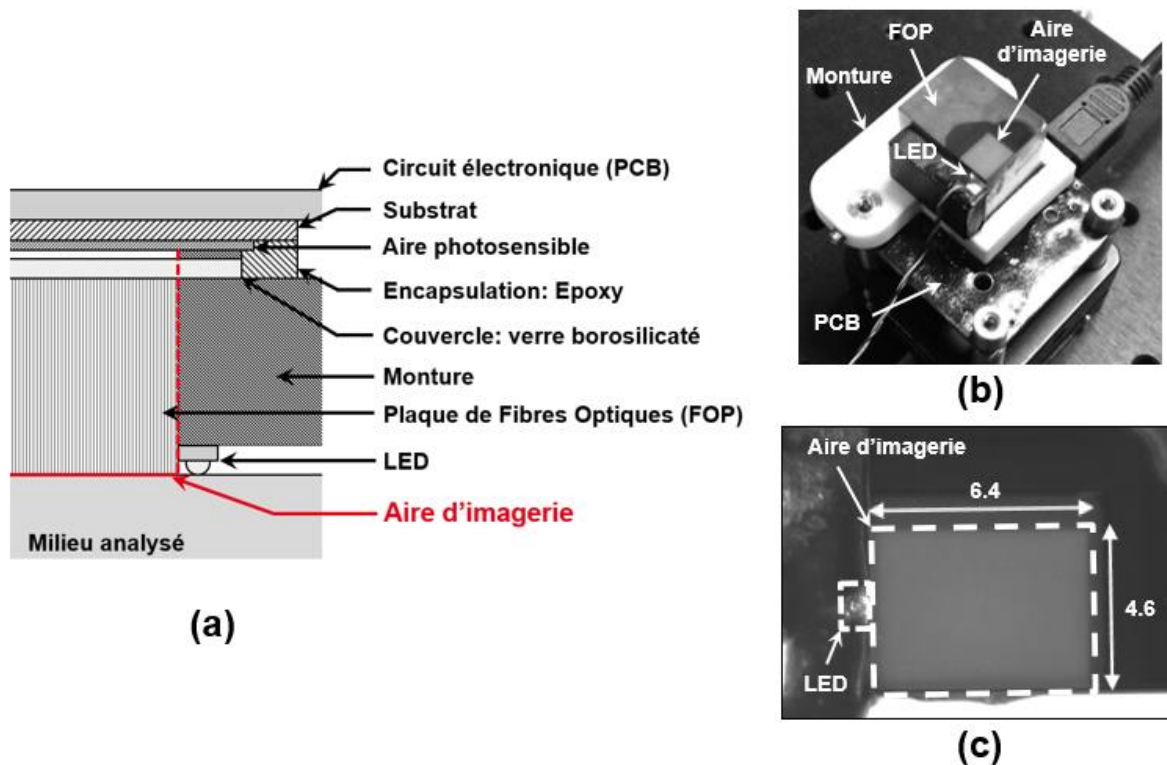 Circuit électronique (PCB)
Substrat
Aire photosensible
Encapsulation: Epoxy
Couvercle: verre borosilicaté
Monture
Plaque de Fibres Optiques (FOP)
LED
Aire d'imagerie
Milieu analysé
(a)
FOP
Aire
d'imagerie
Monture
LED
PCB
(b)
Aire d'imagerie
6.4
4.6
LED
(c)